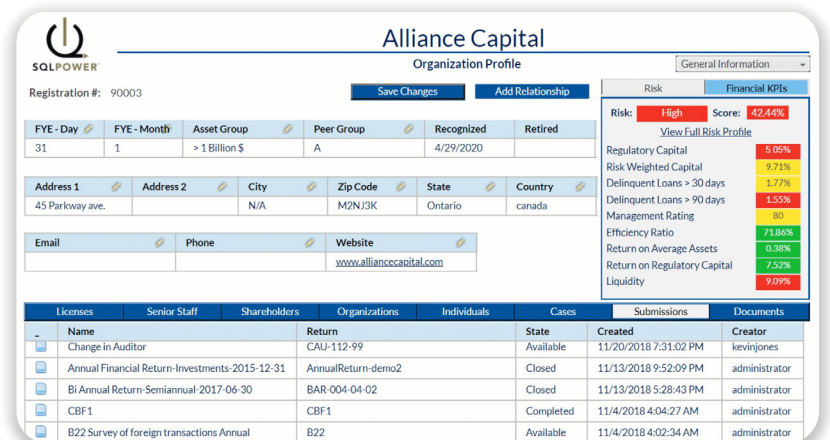 SQLPOWER
Alliance Capital
Organization Profile
General Information
Registration #: 90003
Save Changes
Add Relationship
Risk
Financial KPIs
Risk: High Score: 42.44%
View Full Risk Profile
Regulatory Capital 5.05%
Risk Weighted Capital 9.71%
Delinquent Loans > 30 days 1.77%
Delinquent Loans > 90 days 1.55%
Management Rating 80
Efficiency Ratio 71.86%
Return on Average Assets 0.38%
Return on Regulatory Capital 7.52%
Liquidity 9.09%
FYE - Day FYE - Month Asset Group Peer Group Recognized Retired
31 1 > 1 Billion $ A 4/29/2020
Address 1 Address 2 City Zip Code State Country
45 Parkway ave. N/A M2NJ3K Ontario canada
Email Phone Website
www.alliancecapital.com
Licenses Senior Staff Shareholders Organizations Individuals Cases Submissions Documents
- Name Return State Created Creator
Change in Auditor CAU-112-99 Available 11/20/2018 7:31:02 PM kevinjones
Annual Financial Return-Investments-2015-12-31 AnnualReturn-demo2 Closed 11/13/2018 9:52:09 PM administrator
Bi Annual Return-Semiannual-2017-06-30 BAR-004-04-02 Closed 11/13/2018 5:28:43 PM administrator
CBF1 CBF1 Completed 11/4/2018 4:04:27 AM administrator
B22 Survey of foreign transactions Annual B22 Available 11/4/2018 4:02:34 AM administrator